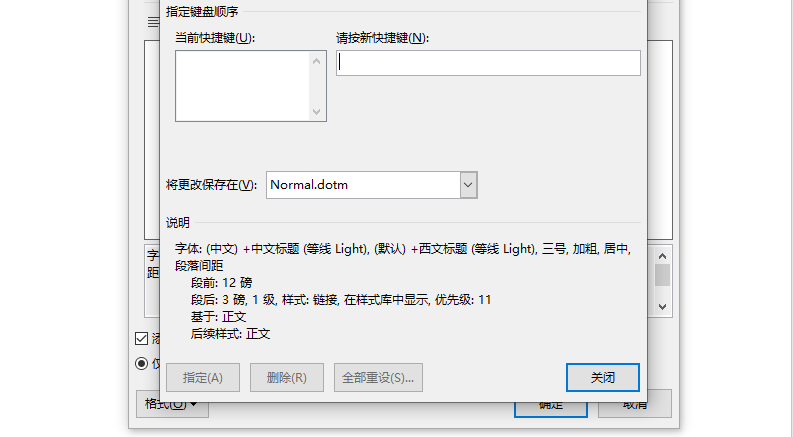 指定键盘顺序
当前快捷键(U):
请按新快捷键(N):
将更改保存在(V):
Normal.dotm
说明
字体: (中文) +中文标题 (等线 Light), (默认) +西文标题 (等线 Light), 三号, 加粗, 居中,
段落间距
段前: 12 磅
段后: 3 磅, 1 级, 样式: 链接, 在样式库中显示, 优先级: 11
基于: 正文
后续样式: 正文
字
距
指定(A)
删除(R)
全部重设(S)...
关闭
格式(O)
确定
取消